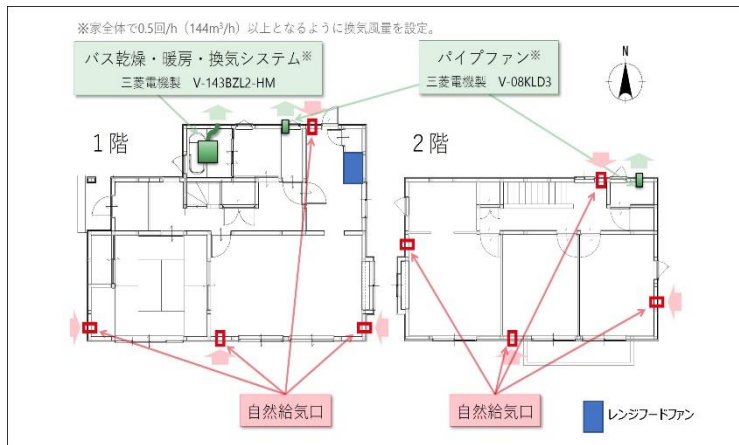 ※家全体で0.5回/h（144m³/h）以上となるように換気風量を設定。
バス乾燥・暖房・換気システム※
三菱電機製　V-143BZL2-HM
パイプファン※
三菱電機製　V-08KLD3
N
1階
2階
自然給気口
自然給気口
レンジフードファン